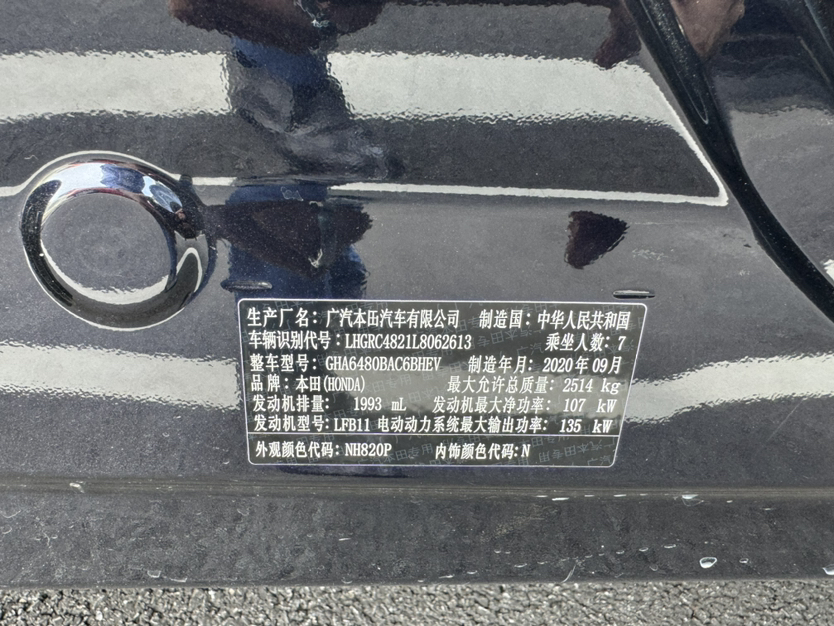 生产厂名：广汽本田汽车有限公司 制造国：中华人民共和国
车辆识别代号：LHGRC4821L8062613 乘坐人数：7
整车型号：GHA6480BAC6BHEV 制造年月：2020年09月
品牌：本田(HONDA) 最大允许总质量：2514 kg
发动机排量： 1993 mL 发动机最大净功率：107 kW
发动机型号：LFB11 电动动力系统最大输出功率：135 kW
外观颜色代码：NH820P 内饰颜色代码：N